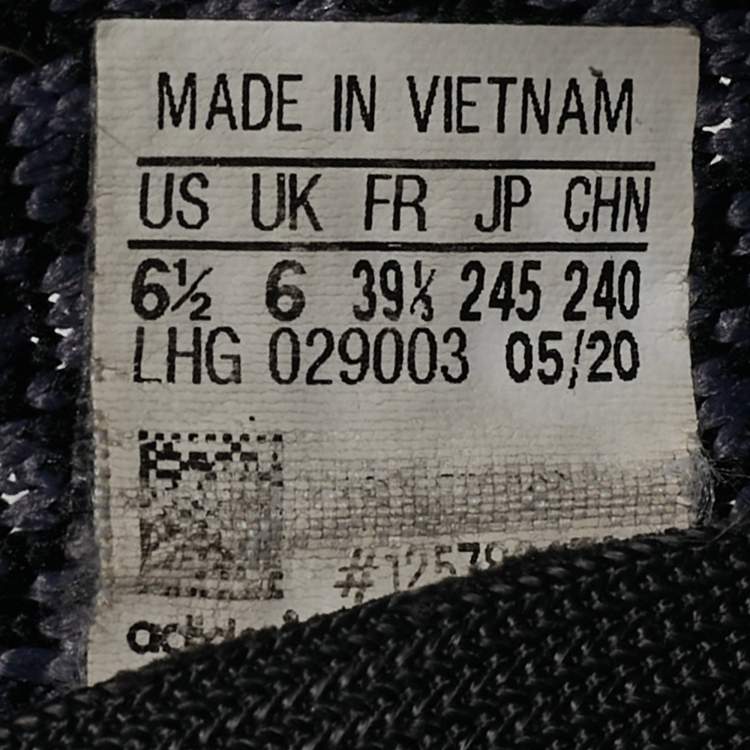 MADE IN VIETNAM
US UK FR JP CHN
6½ 6 39⅓ 245 240
LHG 029003 05/20